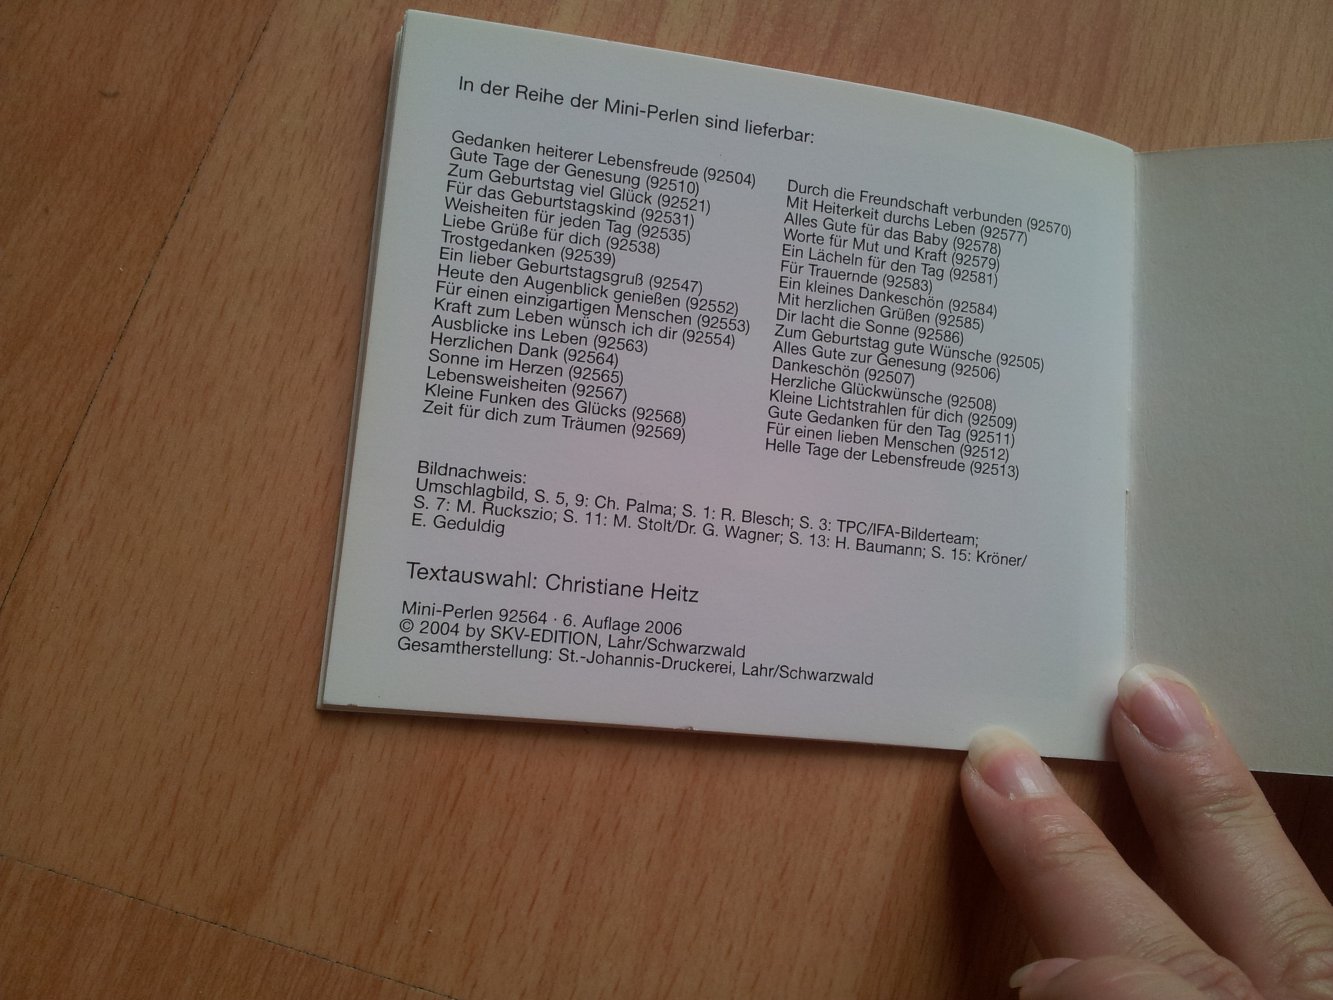 In der Reihe der Mini-Perlen sind lieferbar:
Gedanken heiterer Lebensfreude (92504)
Gute Tage der Genesung (92510)
Zum Geburtstag viel Glück (92521)
Für das Geburtstagskind (92531)
Weisheiten für jeden Tag (92535)
Liebe Grüße für dich (92538)
Trostgedanken (92539)
Ein lieber Geburtstagsgruß (92547)
Heute den Augenblick genießen (92552)
Für einen einzigartigen Menschen (92553)
Kraft zum Leben wünsch ich dir (92554)
Ausblicke ins Leben (92563)
Herzlichen Dank (92564)
Sonne im Herzen (92565)
Lebensweisheiten (92567)
Kleine Funken des Glücks (92568)
Zeit für dich zum Träumen (92569)
Durch die Freundschaft verbunden (92570)
Mit Heiterkeit durchs Leben (92577)
Alles Gute für das Baby (92578)
Worte für Mut und Kraft (92579)
Ein Lächeln für den Tag (92581)
Für Trauernde (92583)
Ein kleines Dankeschön (92584)
Mit herzlichen Grüßen (92585)
Dir lacht die Sonne (92586)
Zum Geburtstag gute Wünsche (92505)
Alles Gute zur Genesung (92506)
Dankeschön (92507)
Herzliche Glückwünsche (92508)
Kleine Lichtstrahlen für dich (92509)
Gute Gedanken für den Tag (92511)
Für einen lieben Menschen (92512)
Helle Tage der Lebensfreude (92513)
Bildnachweis:
Umschlagbild, S. 5, 9: Ch. Palma; S. 1: R. Blesch; S. 3: TPC/IFA-Bilderteam;
S. 7: M. Ruckszio; S. 11: M. Stolt/Dr. G. Wagner; S. 13: H. Baumann; S. 15: Kröner/
E. Geduldig
Textauswahl: Christiane Heitz
Mini-Perlen 92564 · 6. Auflage 2006
© 2004 by SKV-EDITION, Lahr/Schwarzwald
Gesamtherstellung: St.-Johannis-Druckerei, Lahr/Schwarzwald